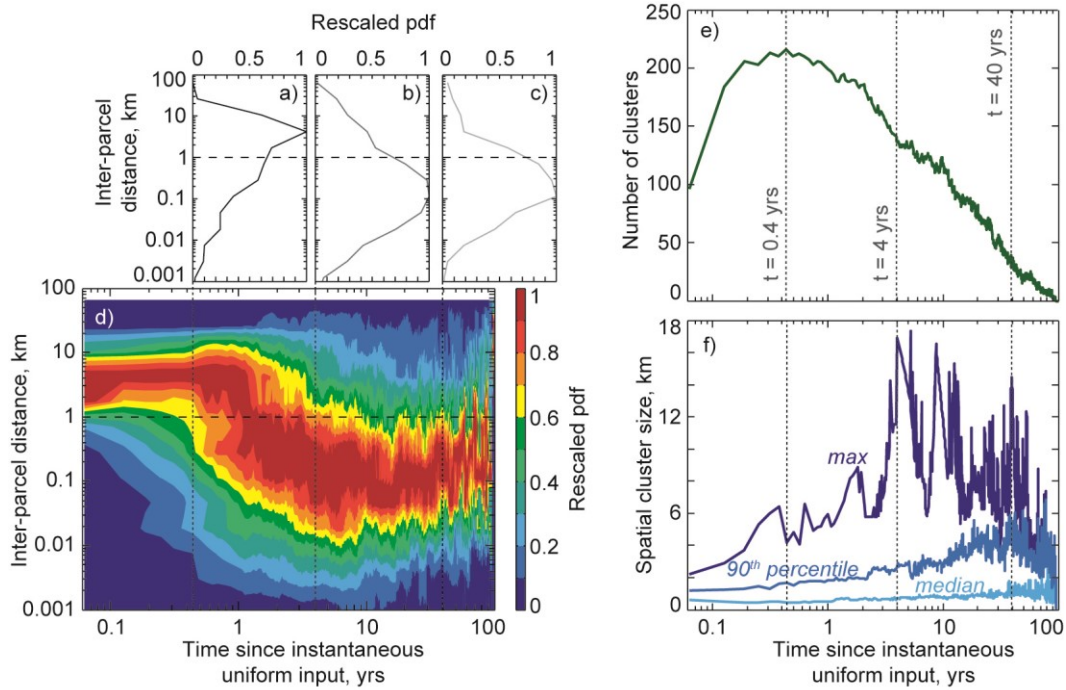 Rescaled pdf
0 0.5 1 0 0.5 1 0 0.5 1
100
10
1
0.1
0.01
0.001
Inter-parcel
distance, km
a)
b)
c)
d)
100
10
1
0.1
0.01
0.001
Inter-parcel distance, km
0.1 1 10 100
Time since instantaneous
uniform input, yrs
1
0.8
0.6
0.4
0.2
0
Rescaled pdf
e)
250
200
150
100
50
0
Number of clusters
t = 0.4 yrs
t = 4 yrs
t = 40 yrs
0.1 1 10 100
f)
18
12
6
0
Spatial cluster size, km
max
90th percentile
median
0.1 1 10 100
Time since instantaneous
uniform input, yrs